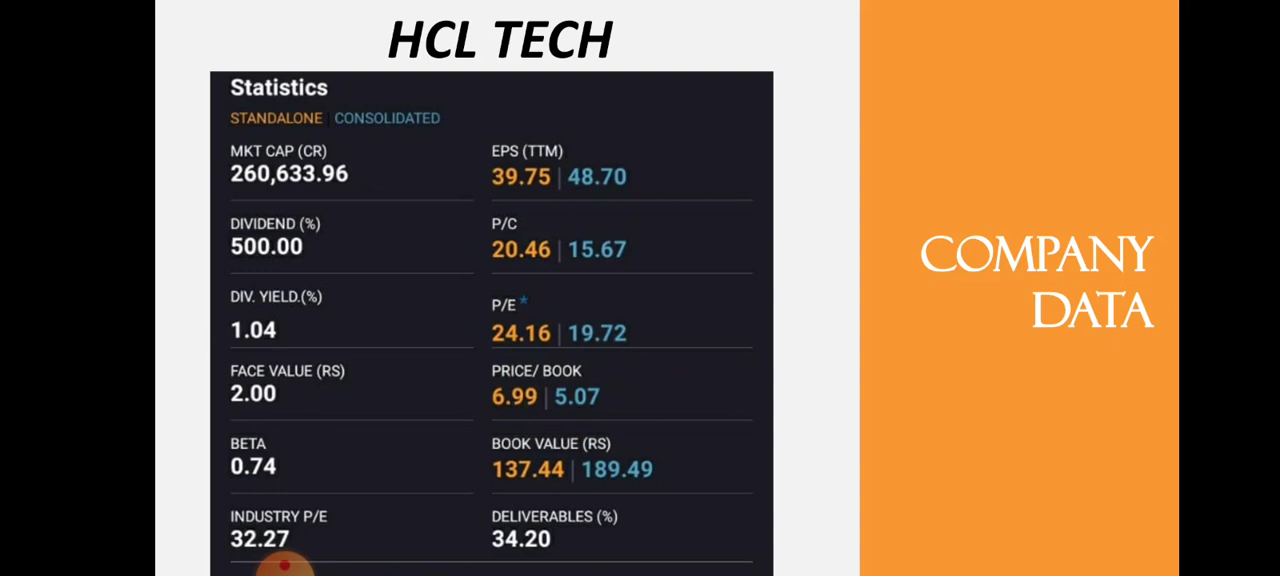 HCL TECH
Statistics
STANDALONE | CONSOLIDATED
MKT CAP (CR)
260,633.96
EPS (TTM)
39.75 | 48.70
DIVIDEND (%)
500.00
P/C
20.46 | 15.67
DIV. YIELD.(%)
1.04
P/E *
24.16 | 19.72
FACE VALUE (RS)
2.00
PRICE/ BOOK
6.99 | 5.07
BETA
0.74
BOOK VALUE (RS)
137.44 | 189.49
INDUSTRY P/E
32.27
DELIVERABLES (%)
34.20
COMPANY
DATA